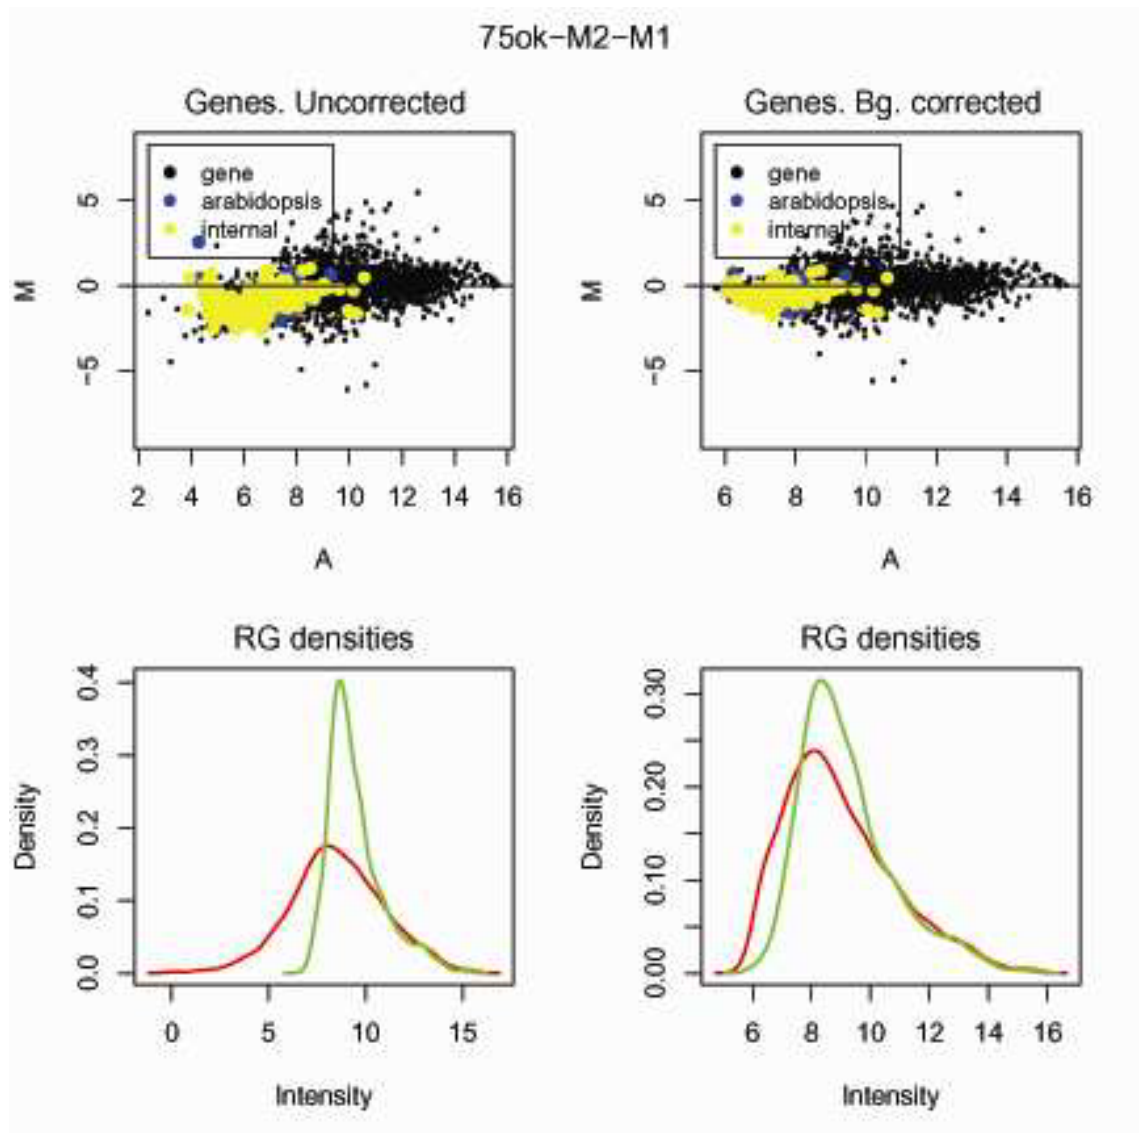 75ok-M2-M1
Genes. Uncorrected
gene
arabidopsis
internal
5
0
-5
M
2 4 6 8 10 12 14 16
A
Genes. Bg. corrected
gene
arabidopsis
internal
5
0
-5
M
6 8 10 12 14 16
A
RG densities
0.4
0.3
0.2
0.1
0.0
Density
0 5 10 15
Intensity
RG densities
0.30
0.20
0.10
0.00
Density
6 8 10 12 14 16
Intensity